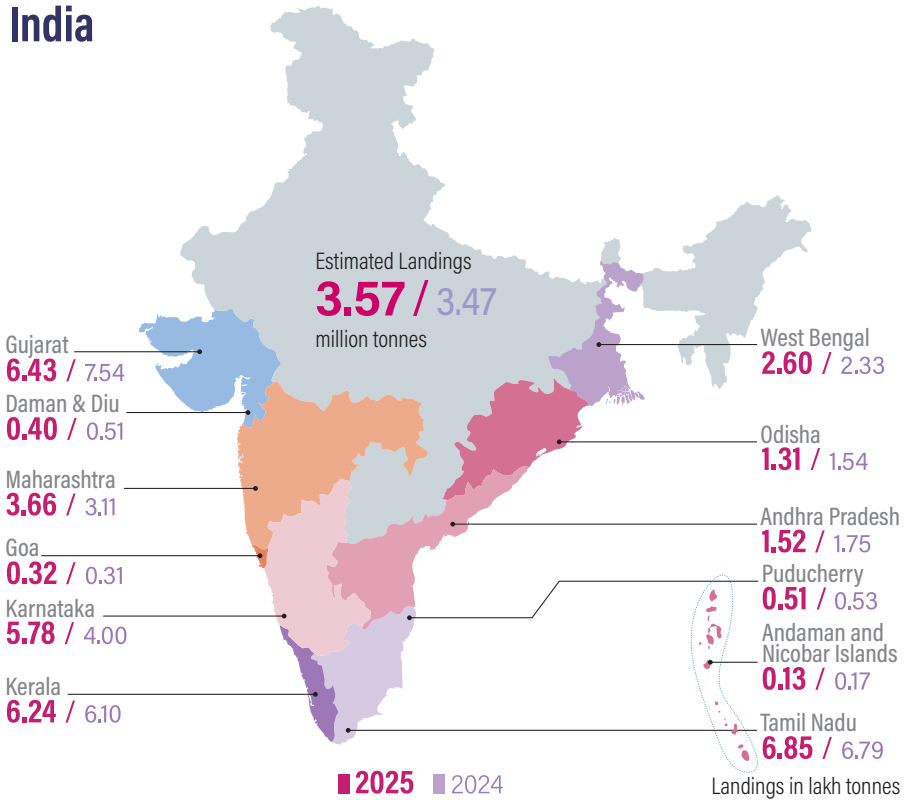 India
Estimated Landings
3.57 / 3.47
million tonnes
Gujarat
6.43 / 7.54
Daman & Diu
0.40 / 0.51
Maharashtra
3.66 / 3.11
Goa
0.32 / 0.31
Karnataka
5.78 / 4.00
Kerala
6.24 / 6.10
West Bengal
2.60 / 2.33
Odisha
1.31 / 1.54
Andhra Pradesh
1.52 / 1.75
Puducherry
0.51 / 0.53
Andaman and
Nicobar Islands
0.13 / 0.17
Tamil Nadu
6.85 / 6.79
Landings in lakh tonnes
2025 2024